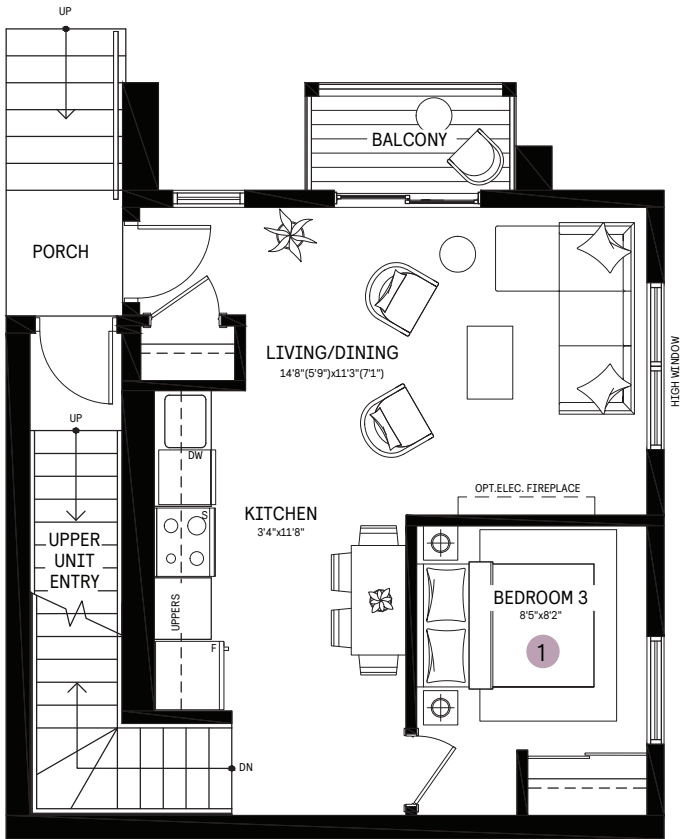 UP
BALCONY
PORCH
LIVING/DINING
14'8"(5'9")x11'3"(7'1")
HIGH WINDOW
UP
DW
OPT.ELEC. FIREPLACE
S
KITCHEN
3'4"x11'8"
UPPER
UNIT
ENTRY
UPPERS
BEDROOM 3
8'5"x8'2"
1
F
DN